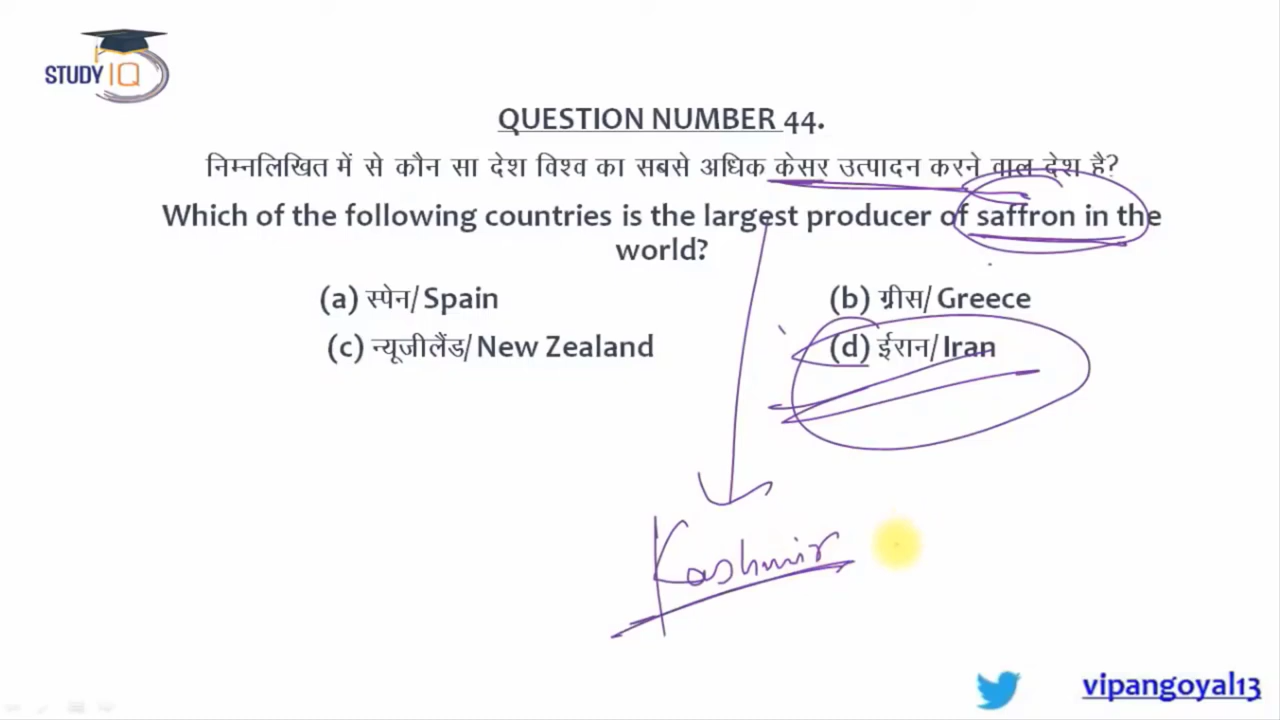 STUDY IQ
QUESTION NUMBER 44.
निम्नलिखित में से कौन सा देश विश्व का सबसे अधिक केसर उत्पादन करने वाल देश है?
Which of the following countries is the largest producer of saffron in the
world?
(a) स्पेन/ Spain
(b) ग्रीस/ Greece
(c) न्यूजीलैंड/ New Zealand
(d) ईरान/ Iran
Kashmir
vipangoyal13